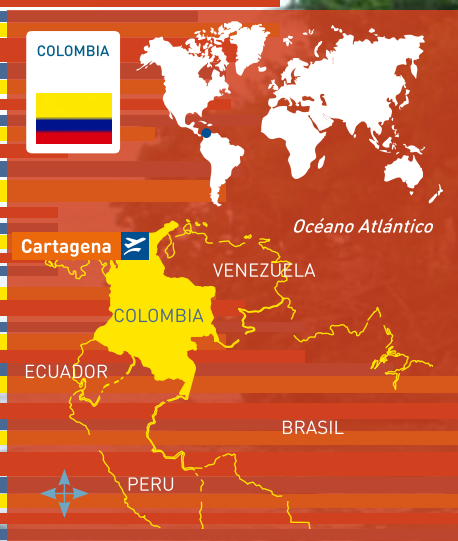 COLOMBIA
Océano Atlántico
Cartagena
VENEZUELA
COLOMBIA
ECUADOR
BRASIL
PERU